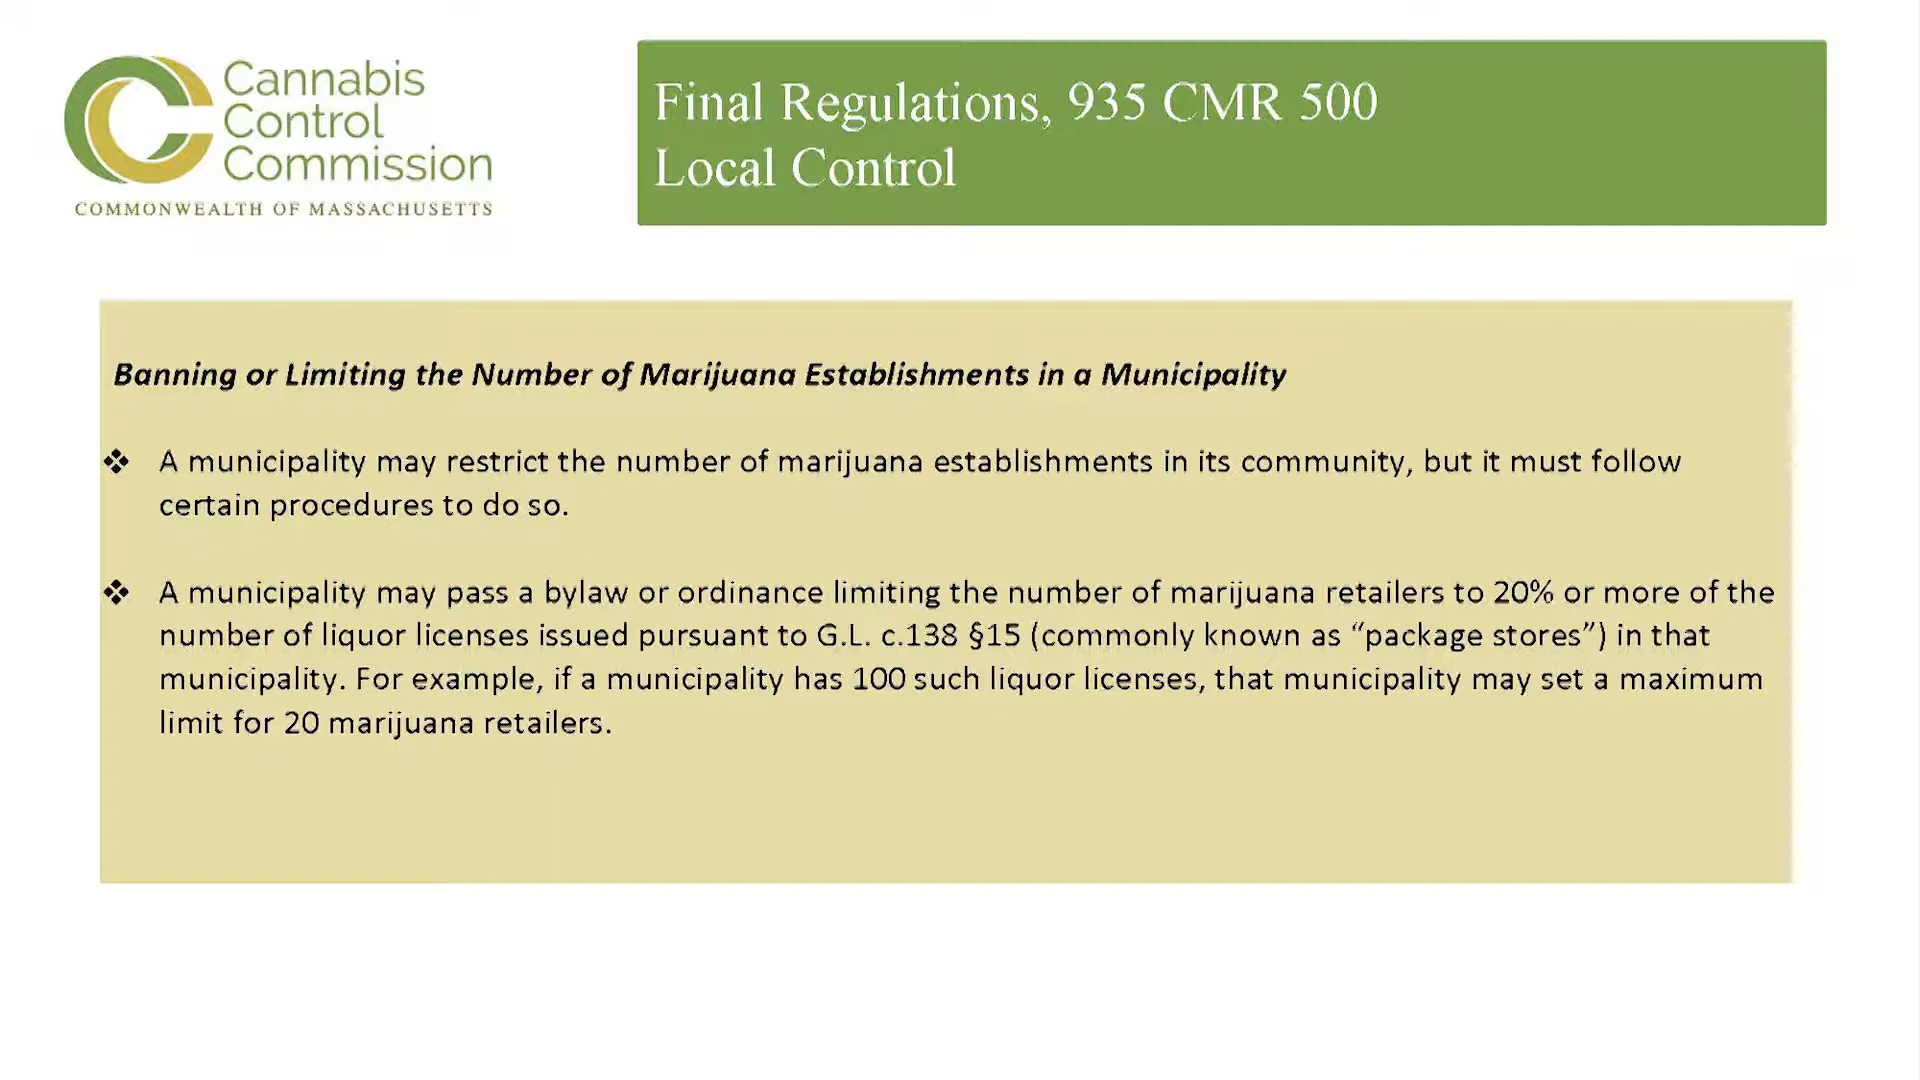 Cannabis
Control
Commission
COMMONWEALTH OF MASSACHUSETTS
Final Regulations, 935 CMR 500
Local Control
Banning or Limiting the Number of Marijuana Establishments in a Municipality
❖ A municipality may restrict the number of marijuana establishments in its community, but it must follow
certain procedures to do so.
❖ A municipality may pass a bylaw or ordinance limiting the number of marijuana retailers to 20% or more of the
number of liquor licenses issued pursuant to G.L. c.138 §15 (commonly known as “package stores”) in that
municipality. For example, if a municipality has 100 such liquor licenses, that municipality may set a maximum
limit for 20 marijuana retailers.